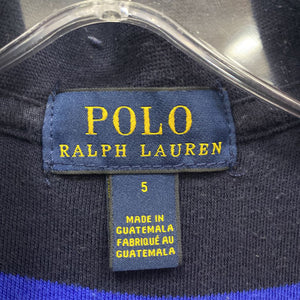 POLO
RALPH LAUREN
5
MADE IN
GUATEMALA
FABRIQUÉ AU
GUATEMALA